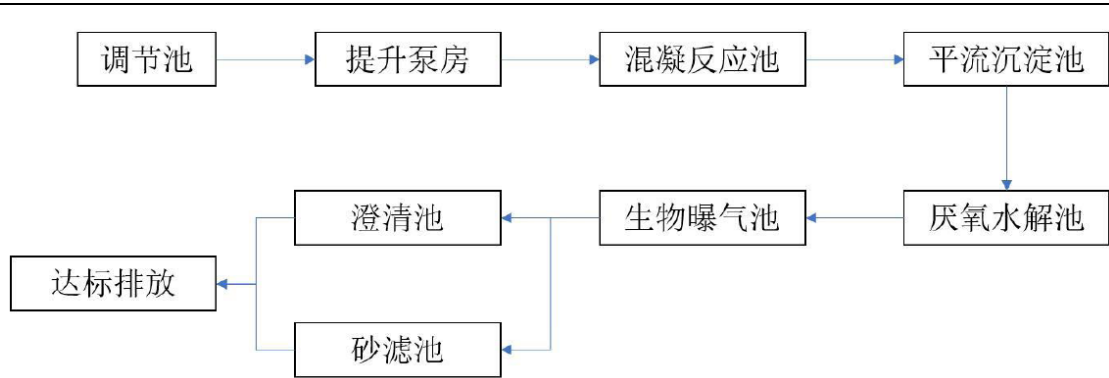 调节池
提升泵房
混凝反应池
平流沉淀池
厌氧水解池
生物曝气池
澄清池
砂滤池
达标排放